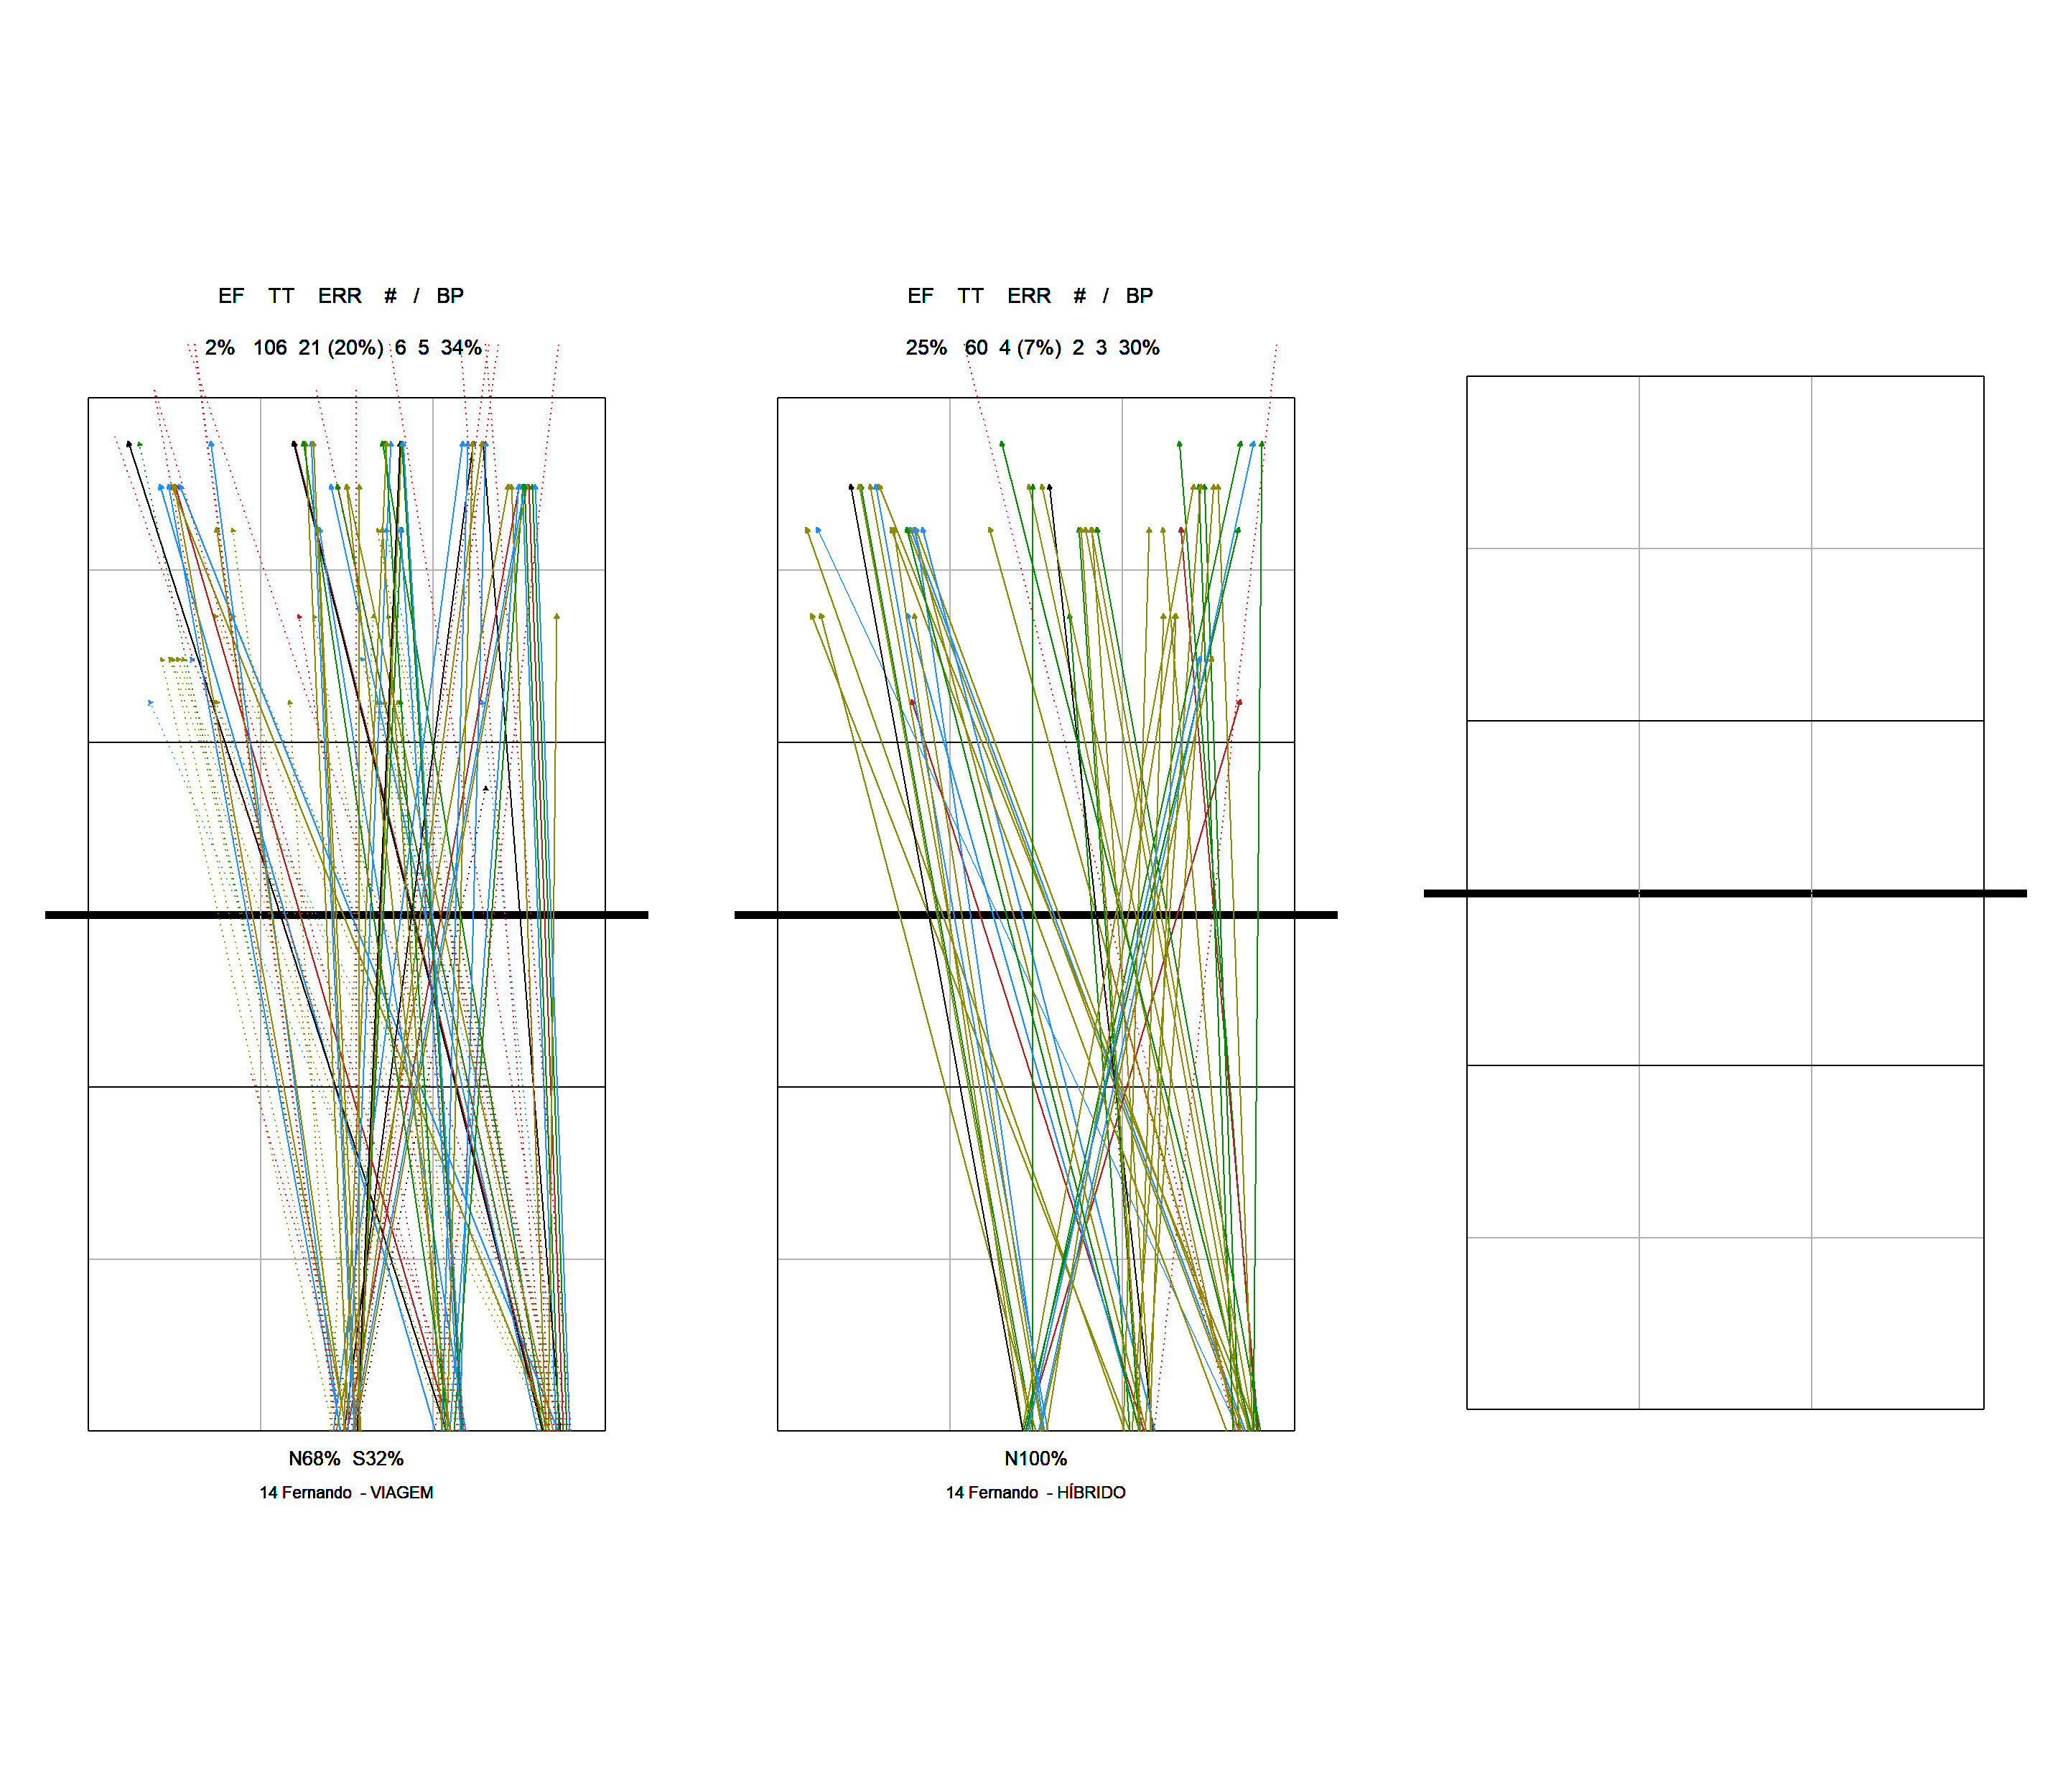 EF TT ERR # / BP
2% 106 21 (20%) 6 5 34%
N68% S32%
14 Fernando - VIAGEM
EF TT ERR # / BP
25% 60 4 (7%) 2 3 30%
N100%
14 Fernando - HÍBRIDO